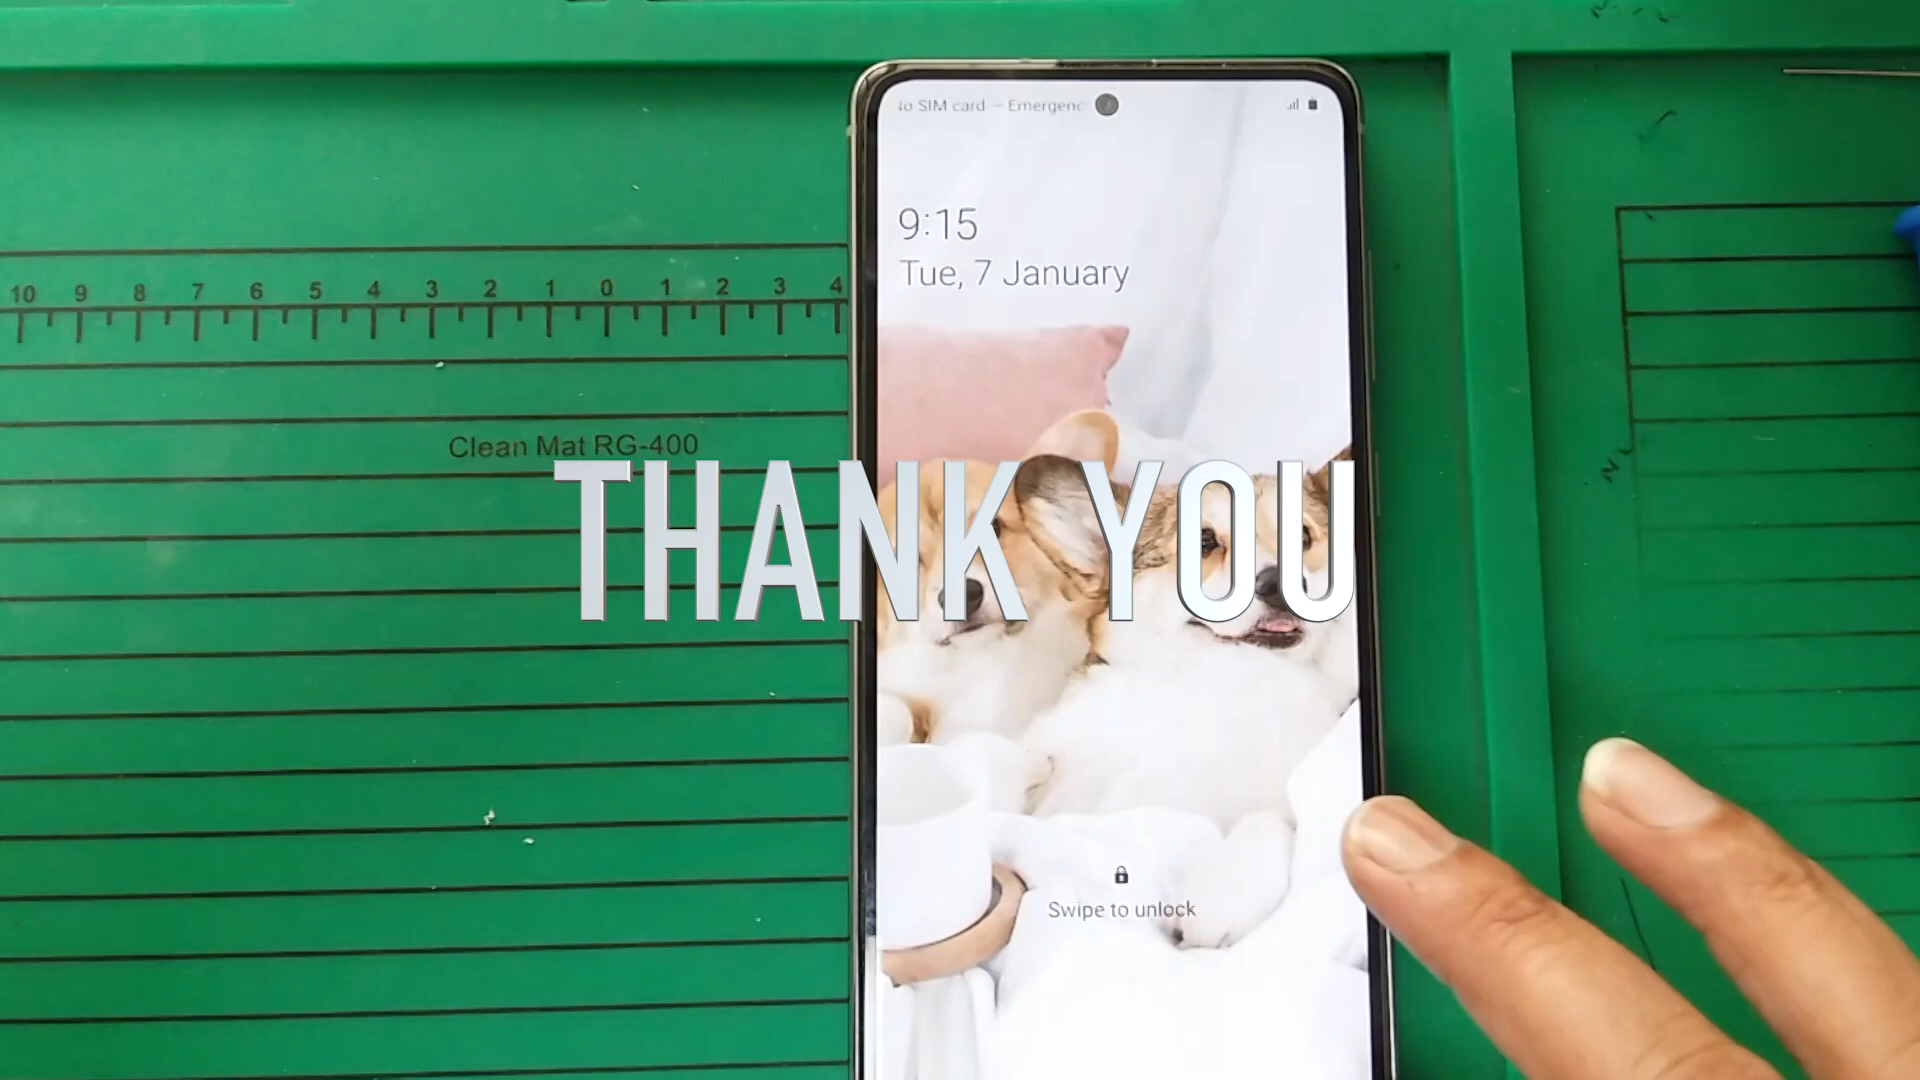 to SIM card – Emergenc
9:15
Tue, 7 January
10 9 8 7 6 5 4 3 2 1 0 1 2 3 4
Clean Mat RG-400
THANK YOU
Swipe to unlock